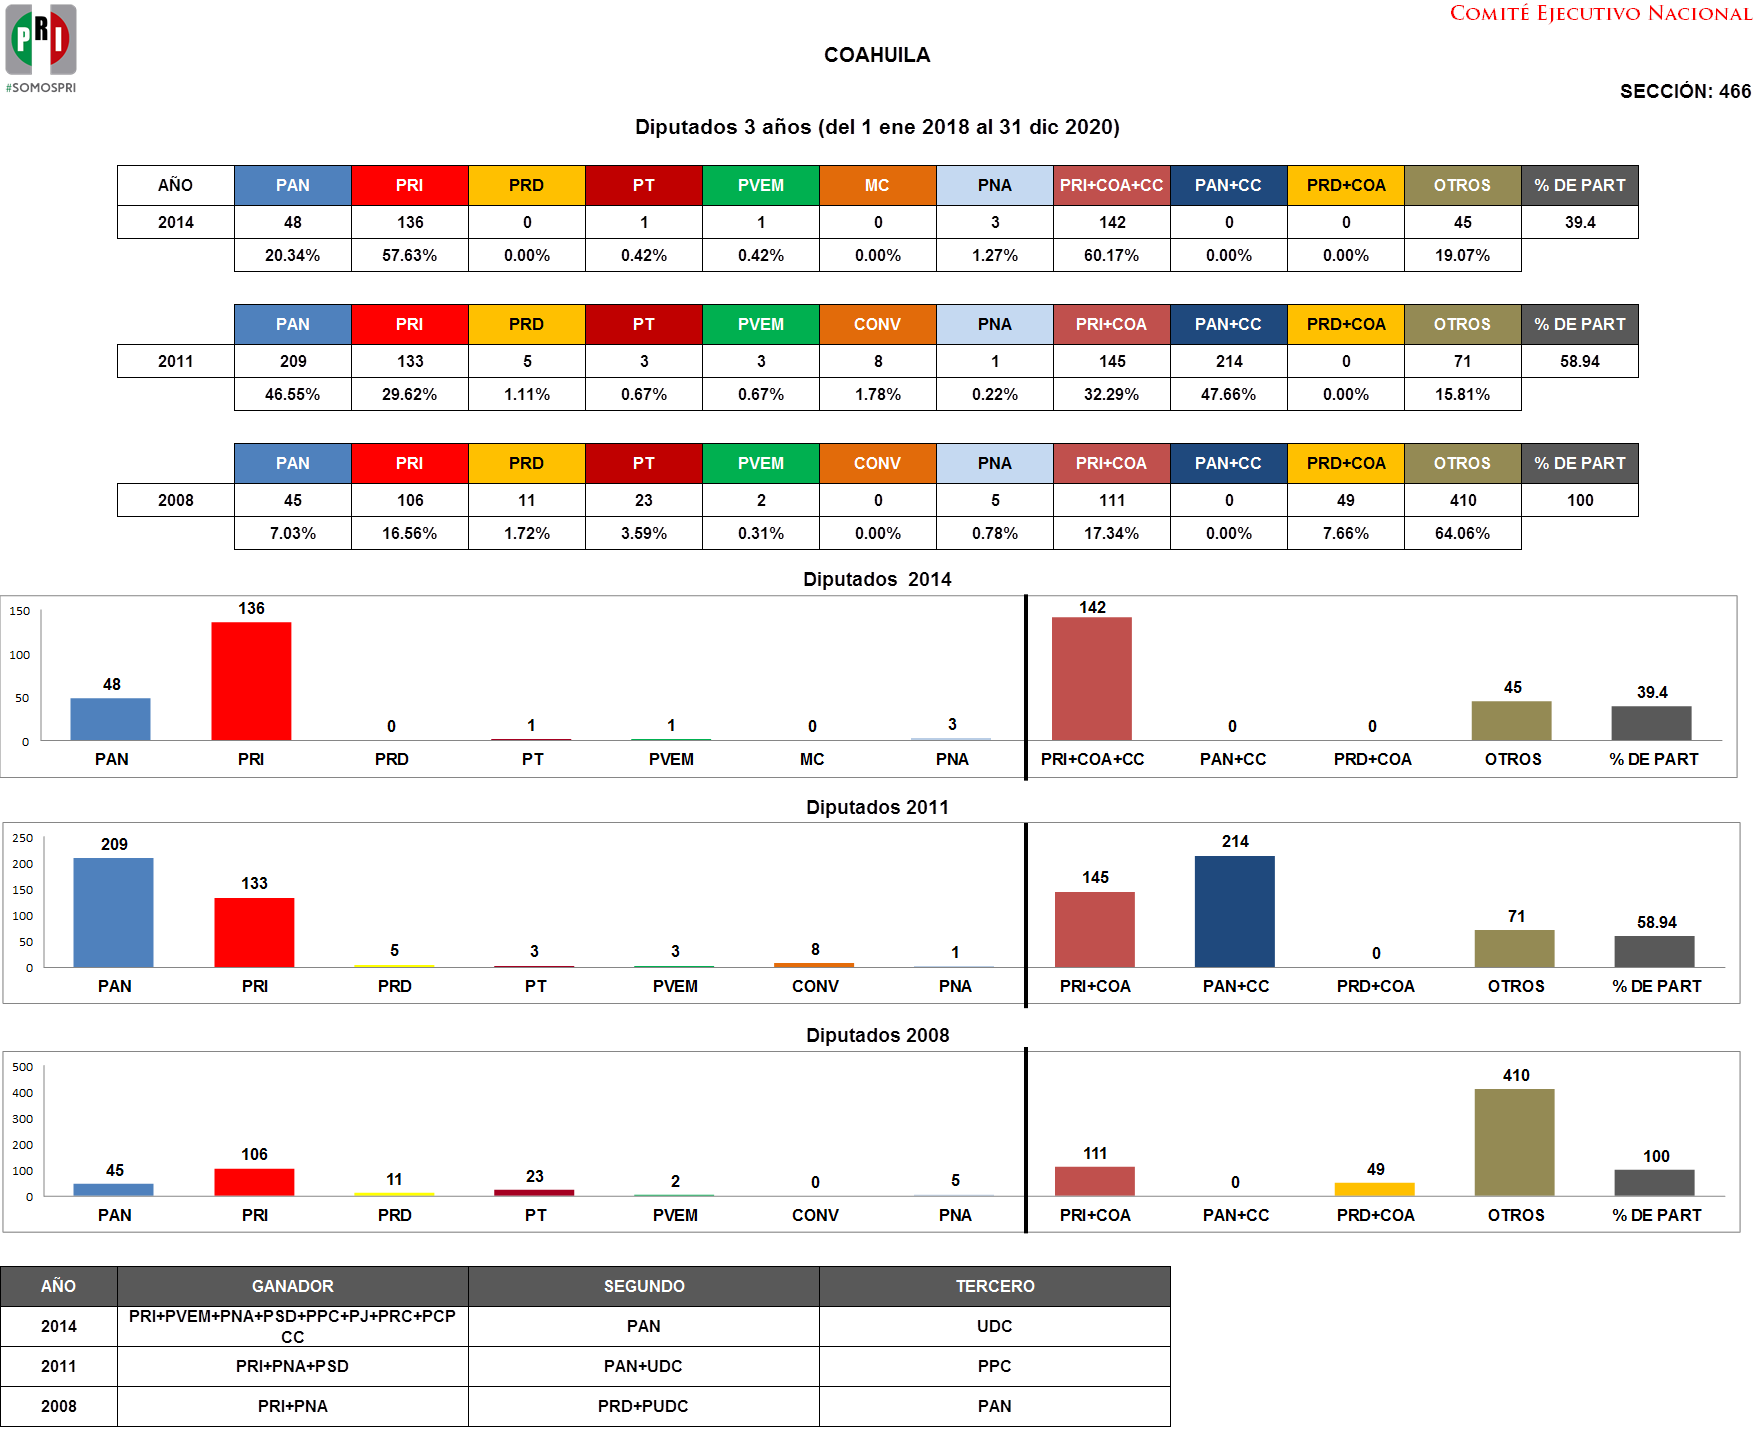 PRI
#SOMOSPRI
COMITÉ EJECUTIVO NACIONAL
COAHUILA
SECCIÓN: 466
Diputados 3 años (del 1 ene 2018 al 31 dic 2020)
AÑO PAN PRI PRD PT PVEM MC PNA PRI+COA+CC PAN+CC PRD+COA OTROS % DE PART
2014 48 136 0 1 1 0 3 142 0 0 45 39.4
20.34% 57.63% 0.00% 0.42% 0.42% 0.00% 1.27% 60.17% 0.00% 0.00% 19.07%
PAN PRI PRD PT PVEM CONV PNA PRI+COA PAN+CC PRD+COA OTROS % DE PART
2011 209 133 5 3 3 8 1 145 214 0 71 58.94
46.55% 29.62% 1.11% 0.67% 0.67% 1.78% 0.22% 32.29% 47.66% 0.00% 15.81%
PAN PRI PRD PT PVEM CONV PNA PRI+COA PAN+CC PRD+COA OTROS % DE PART
2008 45 106 11 23 2 0 5 111 0 49 410 100
7.03% 16.56% 1.72% 3.59% 0.31% 0.00% 0.78% 17.34% 0.00% 7.66% 64.06%
Diputados 2014
150
100
50
0
48 136 0 1 1 0 3 142 0 0 45 39.4
PAN PRI PRD PT PVEM MC PNA PRI+COA+CC PAN+CC PRD+COA OTROS % DE PART
Diputados 2011
250
200
150
100
50
0
209 133 5 3 3 8 1 145 214 0 71 58.94
PAN PRI PRD PT PVEM CONV PNA PRI+COA PAN+CC PRD+COA OTROS % DE PART
Diputados 2008
500
400
300
200
100
0
45 106 11 23 2 0 5 111 0 49 410 100
PAN PRI PRD PT PVEM CONV PNA PRI+COA PAN+CC PRD+COA OTROS % DE PART
AÑO GANADOR SEGUNDO TERCERO
2014 PRI+PVEM+PNA+PSD+PPC+PJ+PRC+PCP
CC PAN UDC
2011 PRI+PNA+PSD PAN+UDC PPC
2008 PRI+PNA PRD+PUDC PAN